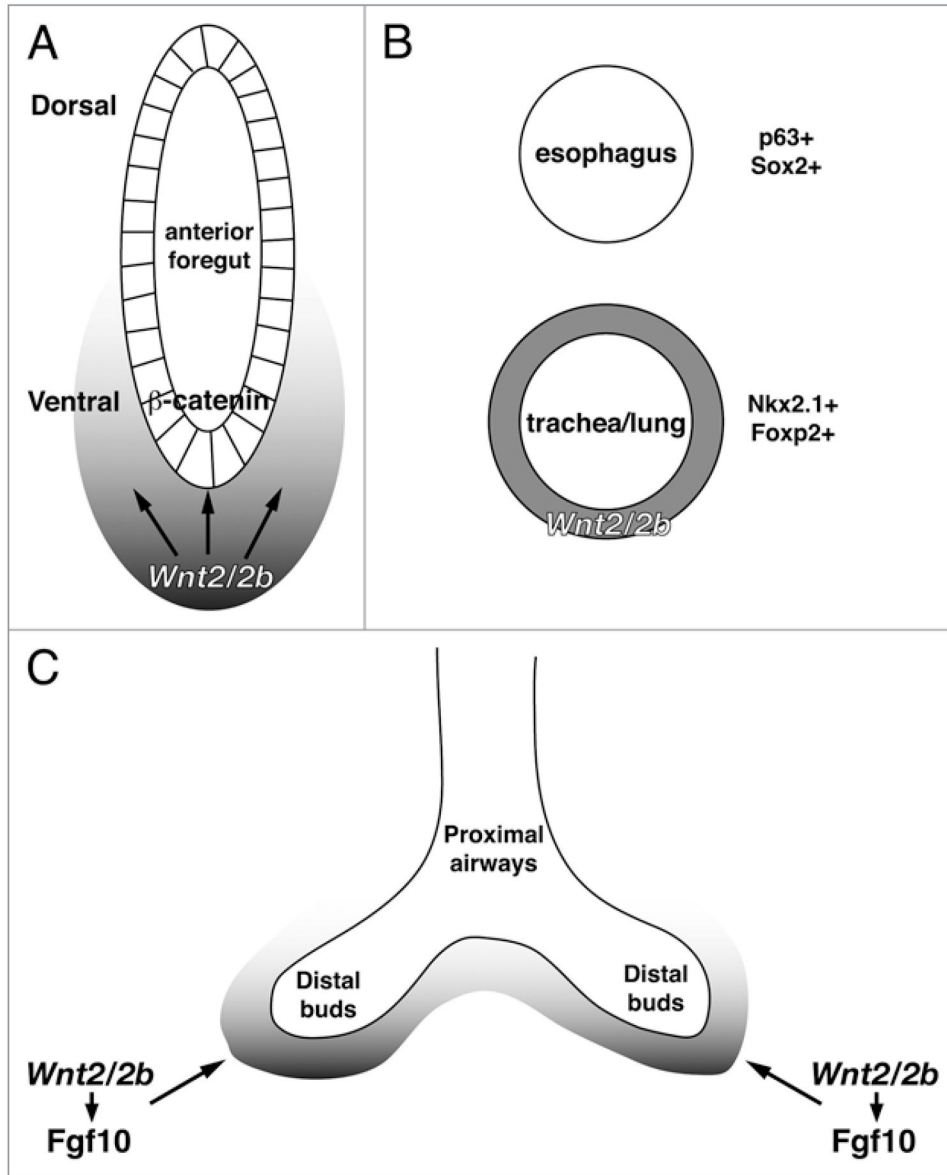 A
Dorsal
anterior
foregut
Ventral
β-catenin
Wnt2/2b
B
esophagus
p63+
Sox2+
trachea/lung
Nkx2.1+
Foxp2+
Wnt2/2b
C
Proximal
airways
Distal
buds
Distal
buds
Wnt2/2b
Fgf10
Wnt2/2b
Fgf10